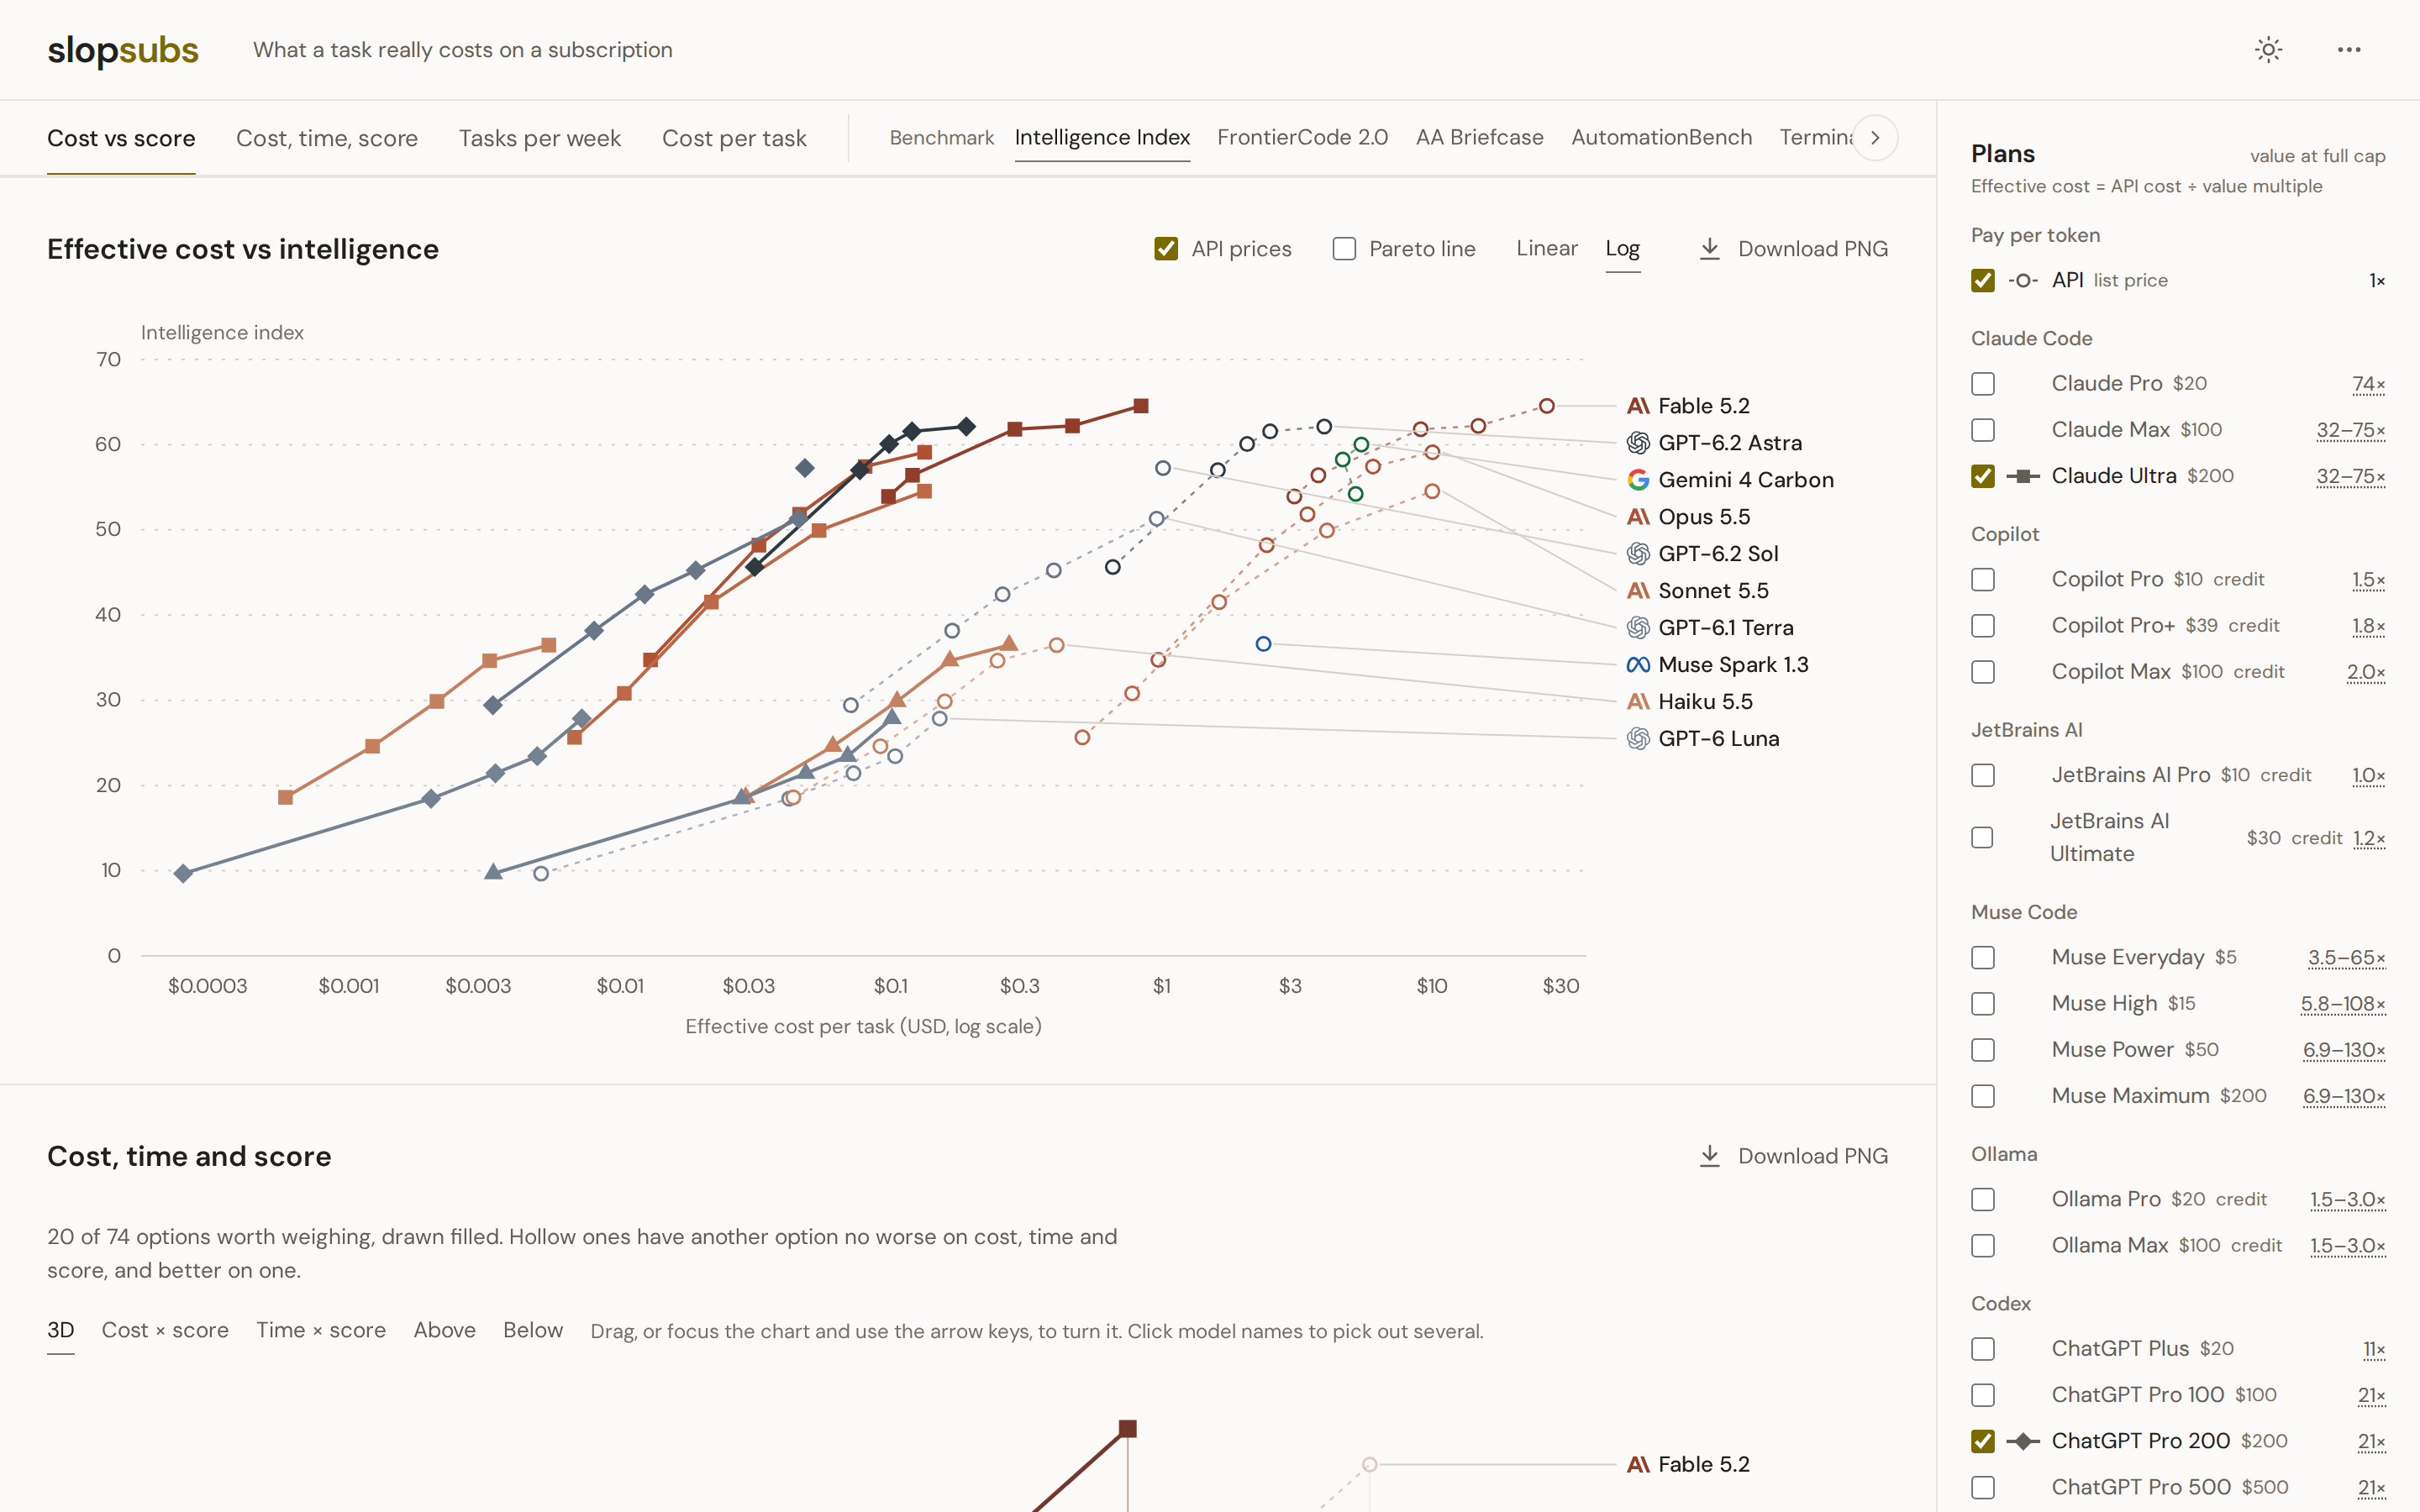 slopsubs
What a task really costs on a subscription
Cost vs score
Cost, time, score
Tasks per week
Cost per task
Benchmark
Intelligence Index
FrontierCode 2.0
AA Briefcase
AutomationBench
Effective cost vs intelligence
API prices
Pareto line
Linear
Log
Download PNG
Intelligence index
70
60
50
40
30
20
10
0
$0.0003
$0.001
$0.003
$0.01
$0.03
$0.1
$0.3
$1
$3
$10
$30
Effective cost per task (USD, log scale)
Fable 5.2
GPT-6.2 Astra
Gemini 4 Carbon
Opus 5.5
GPT-6.2 Sol
Sonnet 5.5
GPT-6.1 Terra
Muse Spark 1.3
Haiku 5.5
GPT-6 Luna
Cost, time and score
Download PNG
20 of 74 options worth weighing, drawn filled. Hollow ones have another option no worse on cost, time and
score, and better on one.
3D
Cost × score
Time × score
Above
Below
Drag, or focus the chart and use the arrow keys, to turn it. Click model names to pick out several.
Fable 5.2
Plans
value at full cap
Effective cost = API cost ÷ value multiple
Pay per token
API list price 1×
Claude Code
Claude Pro $20 74×
Claude Max $100 32–75×
Claude Ultra $200 32–75×
Copilot
Copilot Pro $10 credit 1.5×
Copilot Pro+ $39 credit 1.8×
Copilot Max $100 credit 2.0×
JetBrains AI
JetBrains AI Pro $10 credit 1.0×
JetBrains AI
Ultimate
$30 credit 1.2×
Muse Code
Muse Everyday $5 3.5–65×
Muse High $15 5.8–108×
Muse Power $50 6.9–130×
Muse Maximum $200 6.9–130×
Ollama
Ollama Pro $20 credit 1.5–3.0×
Ollama Max $100 credit 1.5–3.0×
Codex
ChatGPT Plus $20 11×
ChatGPT Pro 100 $100 21×
ChatGPT Pro 200 $200 21×
ChatGPT Pro 500 $500 21×